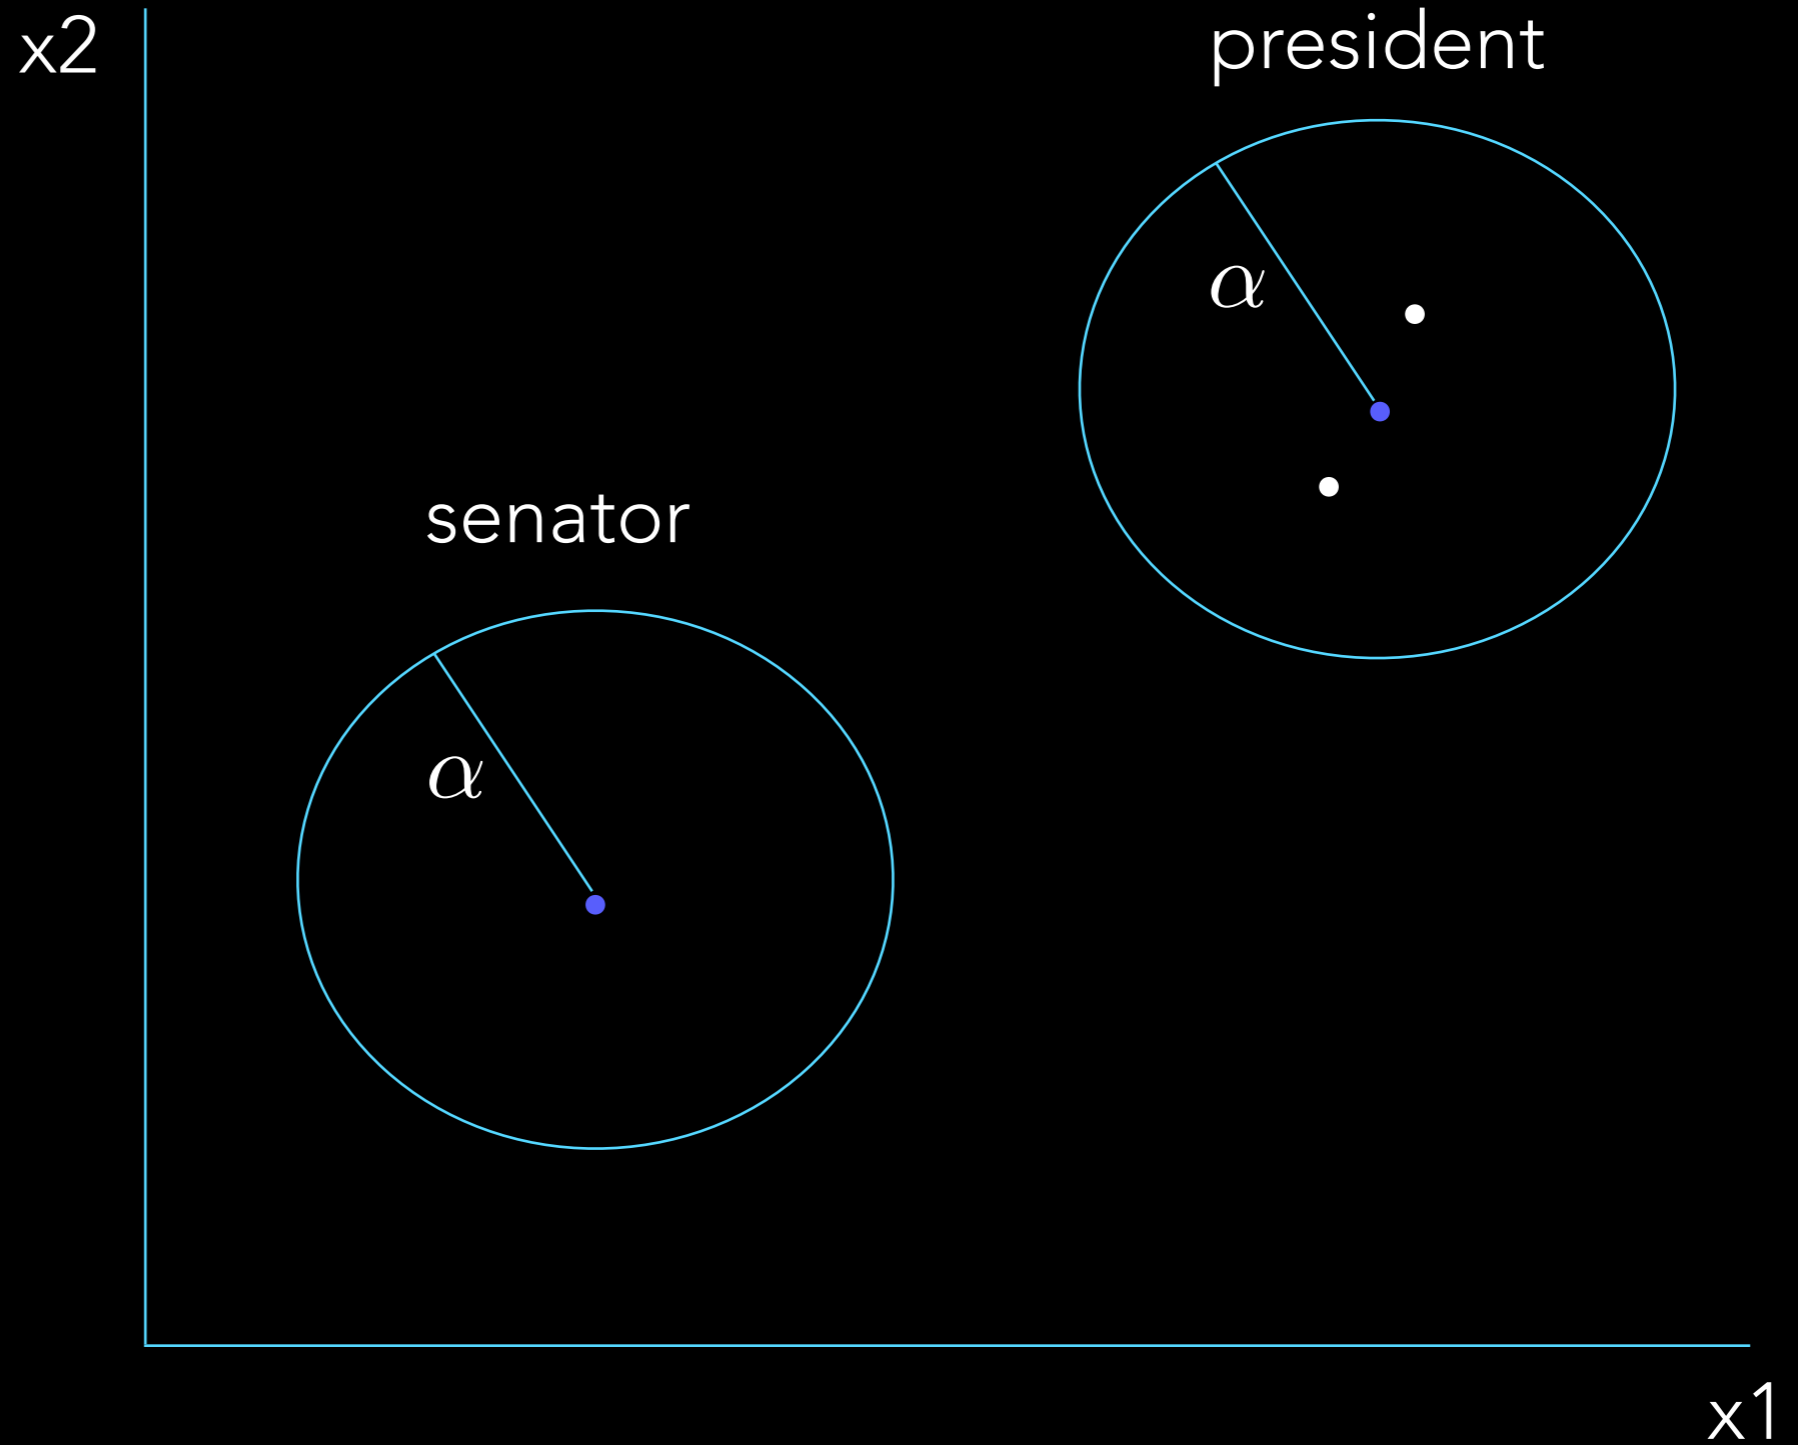 x2
president
α
senator
α
x1